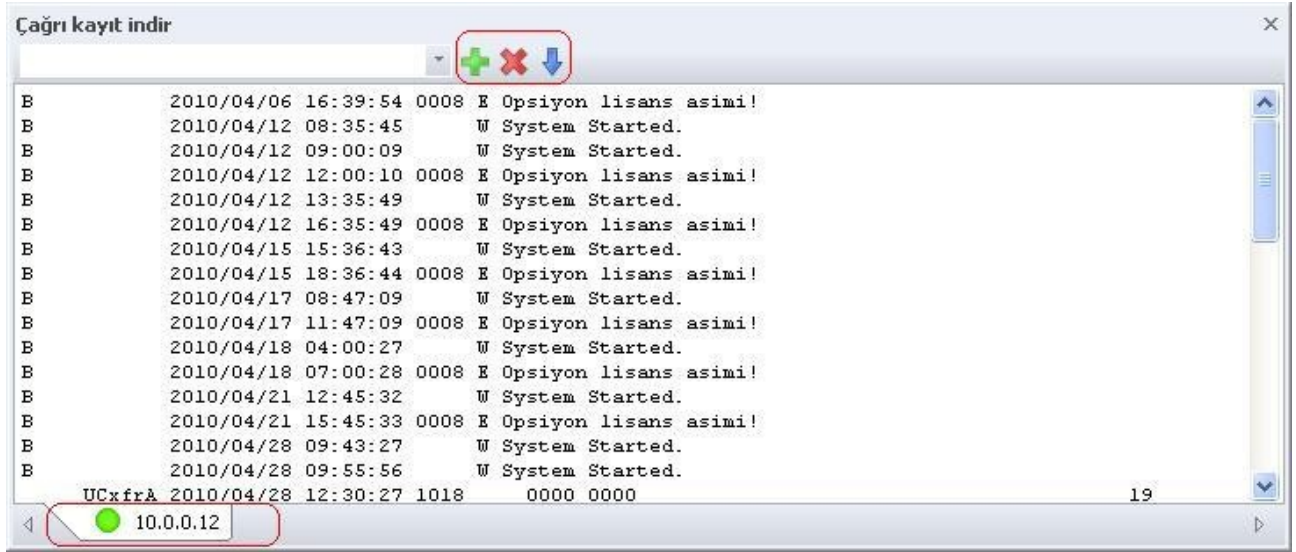 Çağrı kayıt indir
B 2010/04/06 16:39:54 0008 E Opsiyon lisans asimi!
B 2010/04/12 08:35:45 W System Started.
B 2010/04/12 09:00:09 W System Started.
B 2010/04/12 12:00:10 0008 E Opsiyon lisans asimi!
B 2010/04/12 13:35:49 W System Started.
B 2010/04/12 16:35:49 0008 E Opsiyon lisans asimi!
B 2010/04/15 15:36:43 W System Started.
B 2010/04/15 18:36:44 0008 E Opsiyon lisans asimi!
B 2010/04/17 08:47:09 W System Started.
B 2010/04/17 11:47:09 0008 E Opsiyon lisans asimi!
B 2010/04/18 04:00:27 W System Started.
B 2010/04/18 07:00:28 0008 E Opsiyon lisans asimi!
B 2010/04/21 12:45:32 W System Started.
B 2010/04/21 15:45:33 0008 E Opsiyon lisans asimi!
B 2010/04/28 09:43:27 W System Started.
B 2010/04/28 09:55:56 W System Started.
UCxfrA 2010/04/28 12:30:27 1018 0000 0000 19
10.0.0.12